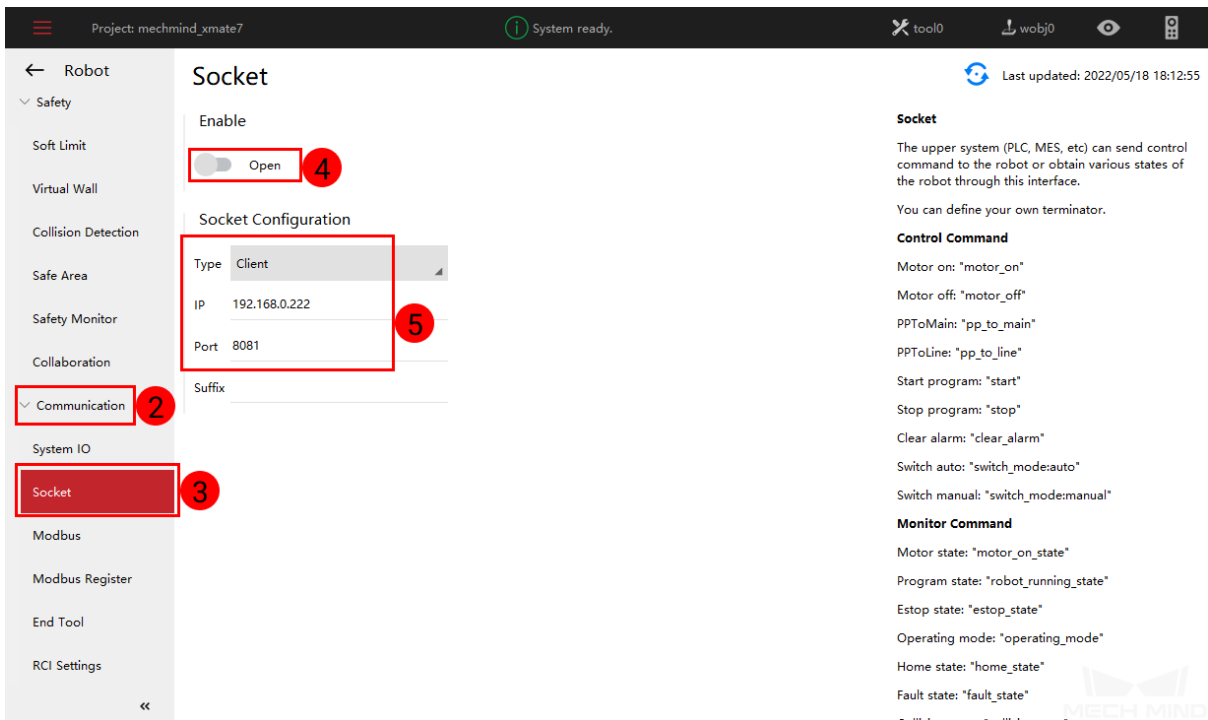 Project: mechmind_xmate7
System ready.
tool0
wobj0
Robot
Safety
Soft Limit
Virtual Wall
Collision Detection
Safe Area
Safety Monitor
Collaboration
Communication
2
System IO
Socket
3
Modbus
Modbus Register
End Tool
RCI Settings
«
Socket
Enable
Open
4
Socket Configuration
Type Client
IP 192.168.0.222
5
Port 8081
Suffix
Last updated: 2022/05/18 18:12:55
Socket
The upper system (PLC, MES, etc) can send control
command to the robot or obtain various states of
the robot through this interface.
You can define your own terminator.
Control Command
Motor on: "motor_on"
Motor off: "motor_off"
PPToMain: "pp_to_main"
PPToLine: "pp_to_line"
Start program: "start"
Stop program: "stop"
Clear alarm: "clear_alarm"
Switch auto: "switch_mode:auto"
Switch manual: "switch_mode:manual"
Monitor Command
Motor state: "motor_on_state"
Program state: "robot_running_state"
Estop state: "estop_state"
Operating mode: "operating_mode"
Home state: "home_state"
Fault state: "fault_state"
MECH MIND